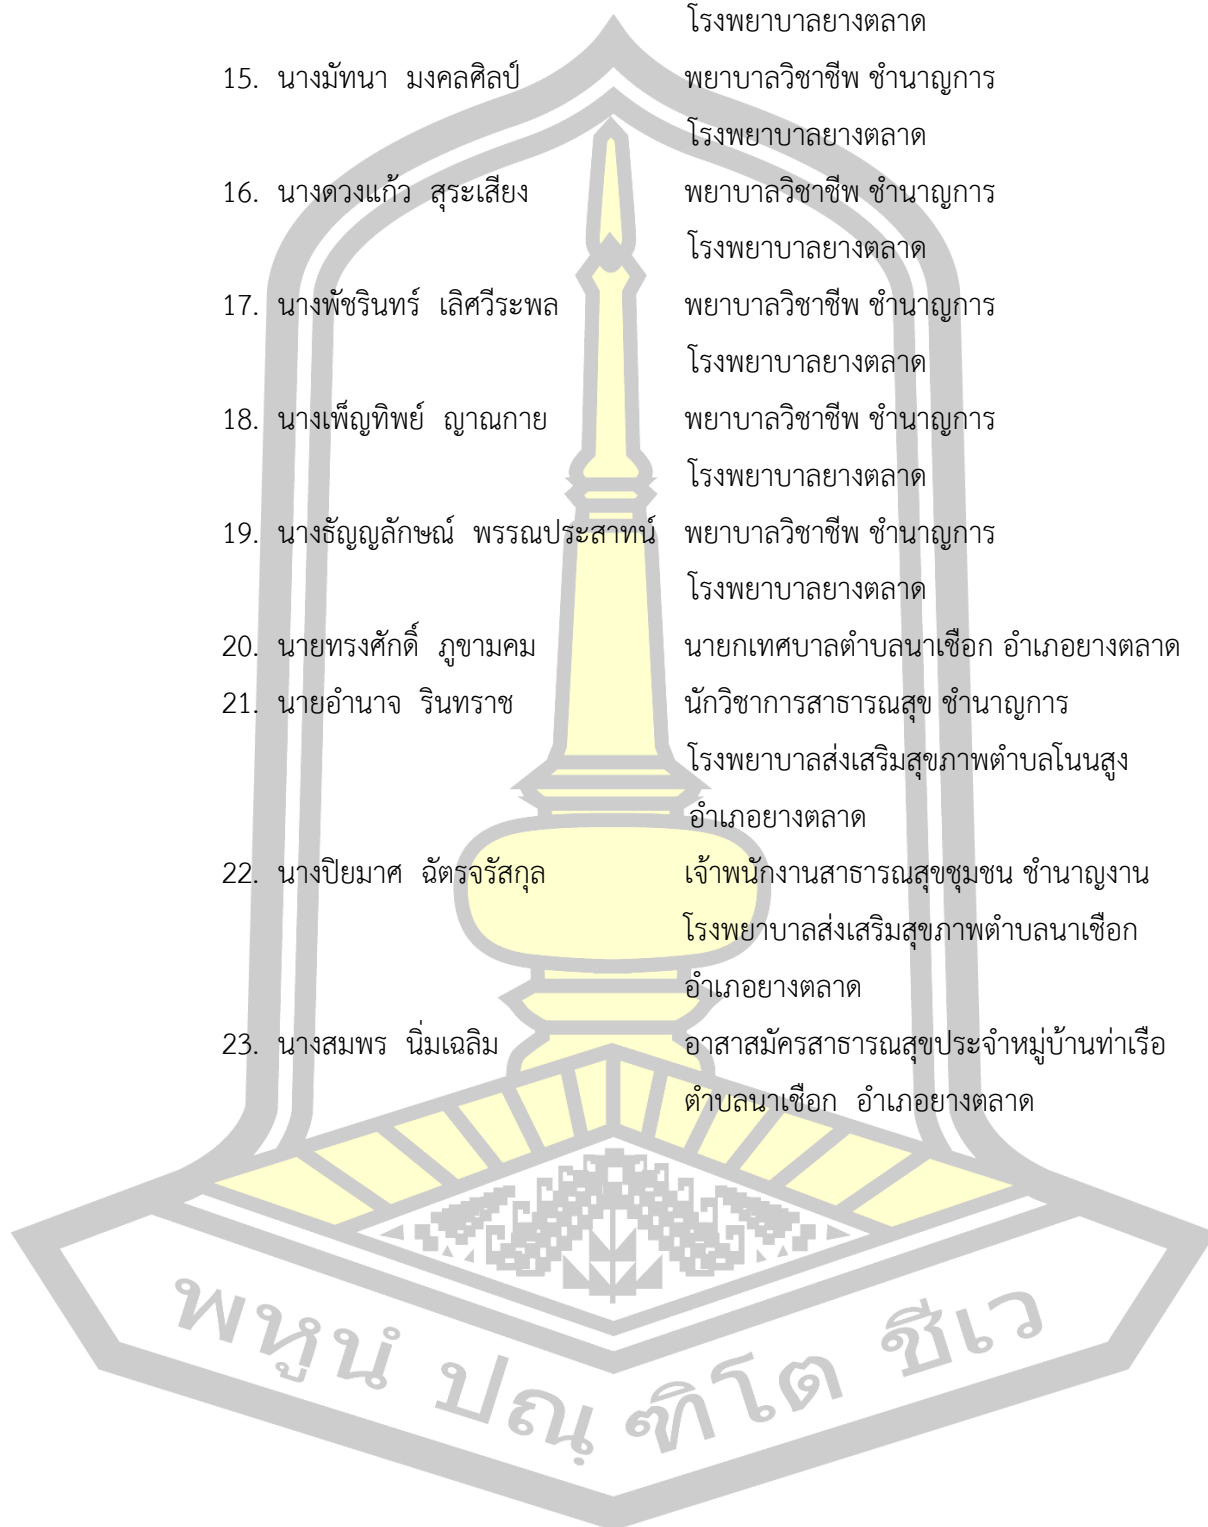 โรงพยาบาลยางตลาด
15. นางมัทนา มงคลศิลป์ พยาบาลวิชาชีพ ชำนาญการ
โรงพยาบาลยางตลาด
16. นางดวงแก้ว สุระเสียง พยาบาลวิชาชีพ ชำนาญการ
โรงพยาบาลยางตลาด
17. นางพัชรินทร์ เลิศวีระพล พยาบาลวิชาชีพ ชำนาญการ
โรงพยาบาลยางตลาด
18. นางเพ็ญทิพย์ ญาณกาย พยาบาลวิชาชีพ ชำนาญการ
โรงพยาบาลยางตลาด
19. นางธัญญลักษณ์ พรรณประสาทน์ พยาบาลวิชาชีพ ชำนาญการ
โรงพยาบาลยางตลาด
20. นายทรงศักดิ์ ภูขามคม นายกเทศบาลตำบลนาเชือก อำเภอยางตลาด
21. นายอำนาจ รินทราช นักวิชาการสาธารณสุข ชำนาญการ
โรงพยาบาลส่งเสริมสุขภาพตำบลโนนสูง
อำเภอยางตลาด
22. นางปิยมาศ ฉัตรจรัสกุล เจ้าพนักงานสาธารณสุขชุมชน ชำนาญงาน
โรงพยาบาลส่งเสริมสุขภาพตำบลนาเชือก
อำเภอยางตลาด
23. นางสมพร นิ่มเฉลิม อาสาสมัครสาธารณสุขประจำหมู่บ้านท่าเรือ
ตำบลนาเชือก อำเภอยางตลาด
พหูนํ ปณฺฑิโต ชีเว